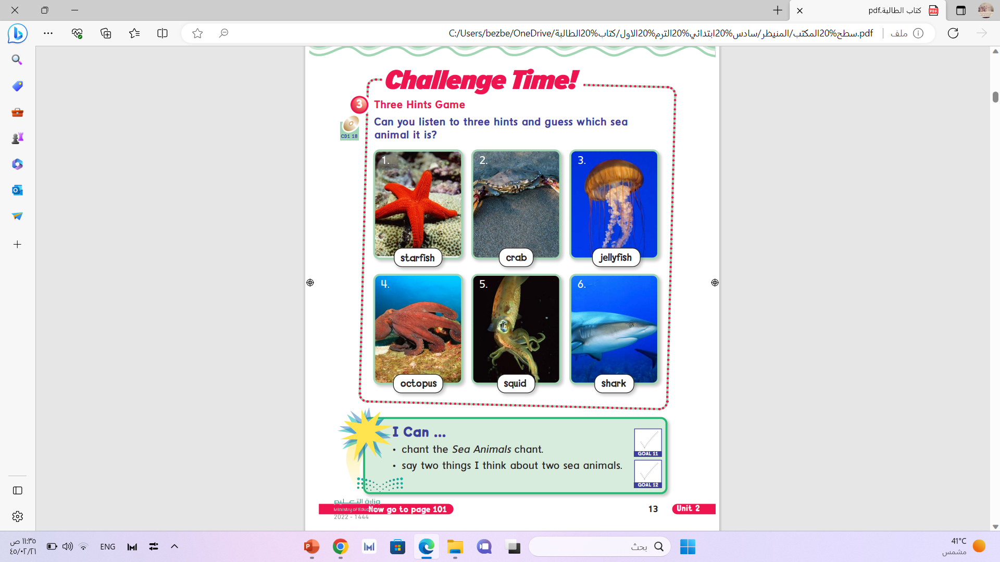 كتاب الطالبة.pdf
ملف
C:/Users/bezbe/OneDrive/سطح%20المكتب/المنيظر/سادس%20ابتدائي%20الترم%20الاول/كتاب%20الطالبة.pdf
Challenge Time!
3 Three Hints Game
CD1 18
Can you listen to three hints and guess which sea
animal it is?
1.
2.
3.
starfish
crab
jellyfish
4.
5.
6.
octopus
squid
shark
I Can ...
• chant the Sea Animals chant.
GOAL 11
• say two things I think about two sea animals.
GOAL 12
وزارة التعليم
Ministry of Education
2022 - 1444
Now go to page 101
13
Unit 2
١١:٣٥ ص
٤٥/٠٢/٢١
ENG
بحث
41°C
مشمس